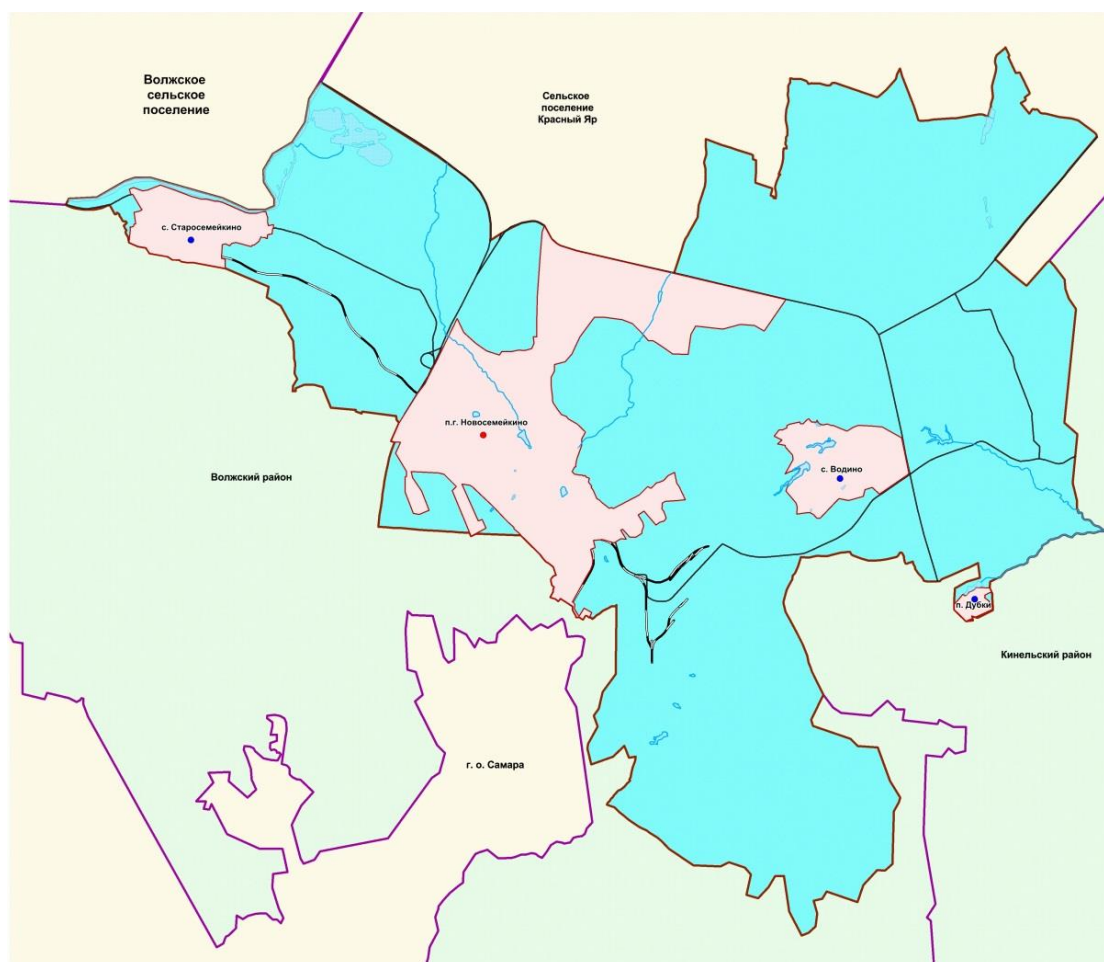 Волжское
сельское
поселение
Сельское
поселение
Красный Яр
с. Старосемейкино
п.г. Новосемейкино
с. Водино
Волжский район
п. Дубки
Кинельский район
г. о. Самара